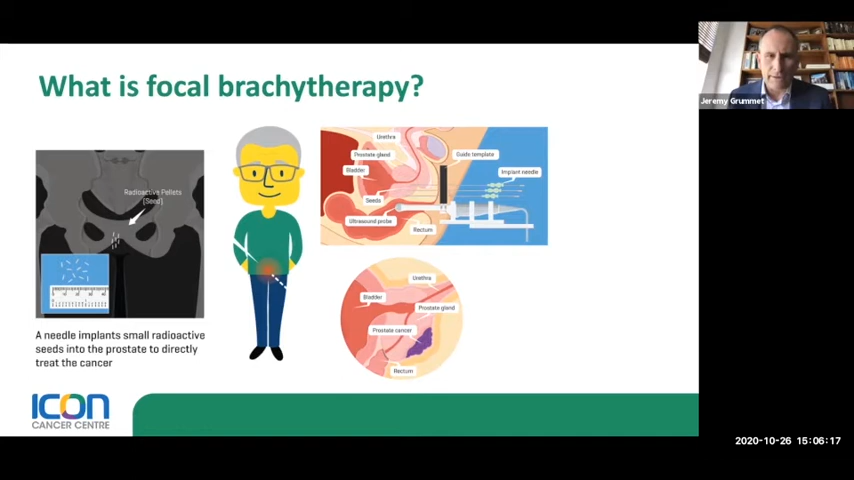 What is focal brachytherapy?
Jeremy Grummet
Radioactive Pellets
[Seed]
Urethra
Prostate gland
Bladder
Seeds
Ultrasound probe
Rectum
Guide template
Implant needle
Urethra
Bladder
Prostate gland
Prostate cancer
Rectum
A needle implants small radioactive
seeds into the prostate to directly
treat the cancer
ICON
CANCER CENTRE
2020-10-26 15:06:17